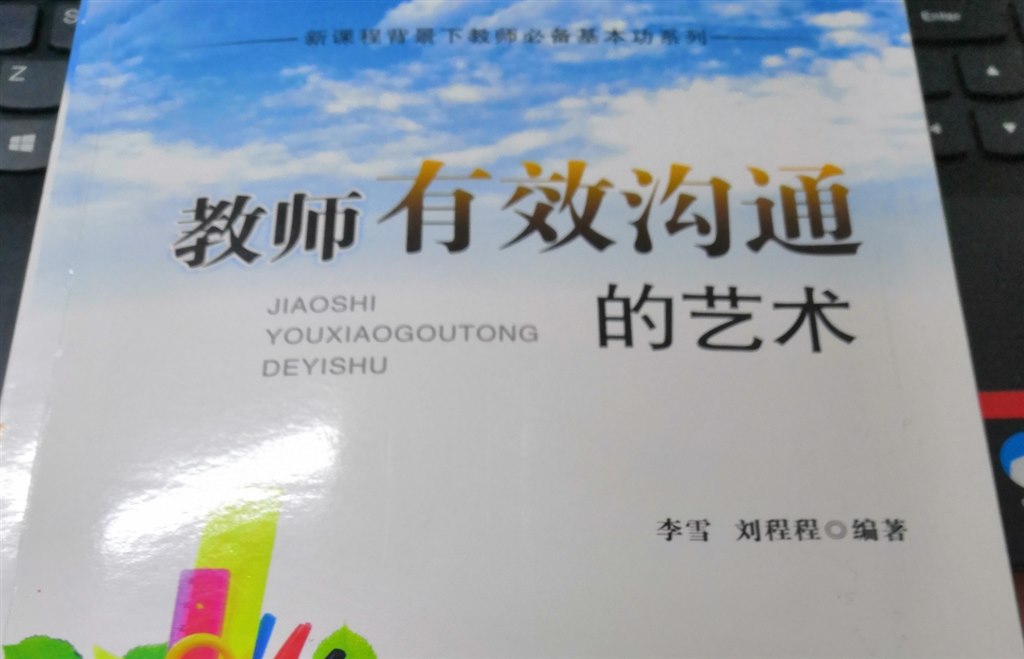 新课程背景下教师必备基本功系列
教师有效沟通
的艺术
JIAOSHI
YOUXIAOGOUTONG
DEYISHU
李雪 刘程程◎编著
Enter
Z